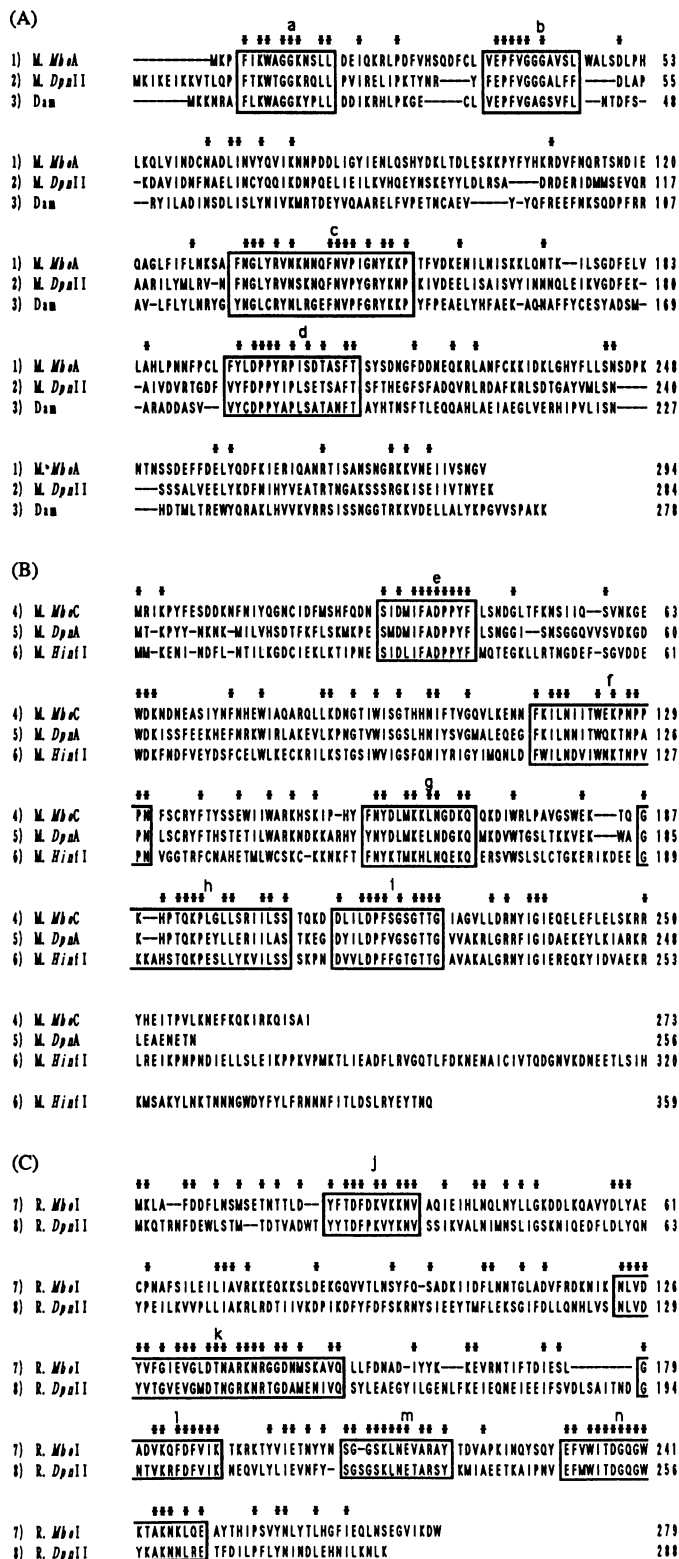 (A)
a b
1) M. MboA ———MKP FIKWAGGKNSLL DEIQKRLPDFVHSQDFCL VEPFVGGGAVSL WALSDLPH 53
2) M. DpnII MKIKEIKKVTLQP FTKWTGGKRQLL PVIRELIPKTYNR——Y FEPFVGGGALFF —DLAP 55
3) Dam ——MKKNRA FLKWAGGKYPLL DDIKRHLPKGE——CL VEPFVGAGSVFL —NTDFS- 48
1) M. MboA LKQLVINDCNADLINVYQVIKNNPDDLIGYIENLQSHYDKLTDLESKKPYFYHKRDVFNQRTSNDIE 120
2) M. DpnII -KDAVIDNFNAELINCYQQIKDNPQELIEILKVHQEYNSKEYYLDLRSA——DRDERIDMMSEVQR 117
3) Dam —RYILADINSDLISLYNIVKMRTDEYVQAARELFVPETNCAEV——Y-YQFREEFNKSQDPFRR 107
c
1) M. MboA QAGLFIFLNKSA FNGLYRVNKNNQFNVPIGNYKKP TFVDKENILNISKKLQNTK—ILSGDFELV 183
2) M. DpnII AARILYMLRV-N FNGLYRVNSKNQFNVPYGRYKNP KIVDEELISAISVYINNNQLEIKVGDFEK- 180
3) Dam AV-LFLYLNRYG YNGLCRYNLRGEFNVPFGRYKKP YFPEAELYHFAEK-AQNAFFYCESYADSM- 169
d
1) M. MboA LAHLPNNFPCL FYLDPPYRPISDTASFT SYSDNGFDDNEQKRLANFCKKIDKLGHYFLLSNSDPK 248
2) M. DpnII -AIVDVRTGDF VYFDPPYIPLSETSAFT SFTHEGFSFADQVRLRDAFKRLSDTGAYVMLSN—— 240
3) Dam -ARADDASV— VYCDPPYAPLSATANFT AYHTNSFTLEQQAHLAEIAEGLVERHIPVLISN—— 227
1) M. MboA NTNSSDEFFDELYQDFKIERIQANRTISANSNGRKKVNEIIVSNGV 294
2) M. DpnII —SSSALVEELYKDFNIHYVEATRTNGAKSSSRGKISEIIVTNYEK 284
3) Dam —HDTMLTREWYQRAKLHVVKVRRSISSNGGTRKKVDELLALYKPGVVSPAKK 278
(B)
e
4) M. MboC MRIKPYFESDDKNFNIYQGNCIDFMSHFQDN SIDMIFADPPYF LSNDGLTFKNSIIQ—SVNKGE 63
5) M. DpnA MT-KPYY-NKNK-MILVHSDTFKFLSKMKPE SMDMIFADPPYF LSNGGI—SNSGGQVVSVDKGD 60
6) M. HinfI MM-KENI-NDFL-NTILKGDCIEKLKTIPNE SIDLIFADPPYF MQTEGKLLRTNGDEF-SGVDDE 61
f
4) M. MboC WDKNDNEASIYNFNHEWIAQARQLLKDNGTIWISGTHHNIFTVGQVLKENN FKILNIITWEKPNPP 129
5) M. DpnA WDKISSFEEKHEFNRKWIRLAKEVLKPNGTVWISGSLHNIYSVGMALEQEG FKILNNITWQKTNPA 126
6) M. HinfI WDKFNDFVEYDSFCELWLKECKRILKSTGSIWVIGSFQNIYRIGYIMQNLD FWILNDVIWNKTNPV 127
g
4) M. MboC PN FSCRYFTYSSEWIIWARKHSKIP-HY FNYDLMKKLNGDKQ QKDIWRLPAVGSWEK—TQ G 187
5) M. DpnA PN LSCRYFTHSTETILWARKNDKKARHY YNYDLMKELNDGKQ MKDVWTGSLTKKVEK—WA G 185
6) M. HinfI PN VGGTRFCNAHETMLWCSKC-KKNKFT FNYKTMKHLNQEKQ ERSVWSLSLCTGKERIKDEE G 189
h i
4) M. MboC K—HPTQKPLGLLSRIILSS TQKD DLILDPFSGSGTTG IAGVLLDRNYIGIEQELEFLELSKRR 250
5) M. DpnA K—HPTQKPEYLLERIILAS TKEG DYILDPFVGSGTTG VVAKRLGRRFIGIDAEKEYLKIARKR 248
6) M. HinfI KKAHSTQKPESLLYKVILSS SKPN DVVLDPFFGTGTTG AVAKALGRNYIGIEREQKYIDVAEKR 253
4) M. MboC YHEITPVLKNEFKQKIRKQISAI 273
5) M. DpnA LEAENETN 256
6) M. HinfI LREIKPNPNDIELLSLEIKPPKVPMKTLIEADFLRVGQTLFDKNENAICIVTQDGNVKDNEETLSIH 320
6) M. HinfI KMSAKYLNKTNNNGWDYFYLFRNNNFITLDSLRYEYTNQ 359
(C)
j
7) R. MboI MKLA—FDDFLNSMSETNTTLD— YFTDFDKVKKNV AQIEIHLNQLNYLLGKDDLKQAVYDLYAE 61
8) R. DpnII MKQTRNFDEWLSTM—TDTVADWT YYTDFPKVYKNV SSIKVALNIMNSLIGSKNIQEDFLDLYQN 63
7) R. MboI CPNAFSILEILIAVRKKEQKKSLDEKGQVVTLNSYFQ-SADKIIDFLNNTGLADVFRDKNIK NLVD 126
8) R. DpnII YPEILKVVPLLIAKRLRDTIIVKDPIKDFYFDFSKRNYSIEEYTMFLEKSGIFDLLQNHLVS NLVD 129
k
7) R. MboI YVFGIEVGLDTNARKNRGGDNMSKAVQ LLFDNAD-IYYK——KEVRNTIFTDIESL—— G 179
8) R. DpnII YVTGVEVGMDTNGRKNRTGDAMENIVQ SYLEAEGYILGENLFKEIEQNEIEEIFSVDLSAITND G 194
l m n
7) R. MboI ADVKQFDFVIK TKRKTYVIETNYYN SG-GSKLNEVARAY TDVAPKINQYSQY EFVWITDGQGW 241
8) R. DpnII NTVKRFDFVIK NEQVLYLIEVNFY- SGSGSKLNETARSY KMIAEETKAIPNV EFMWITDGQGW 256
7) R. MboI KTAKNKLQE AYTHIPSVYNLYTLHGFIEQLNSEGVIKDW 279
8) R. DpnII YKAKNNLRE TFDILPFLYNINDLEHNILKNLK 288